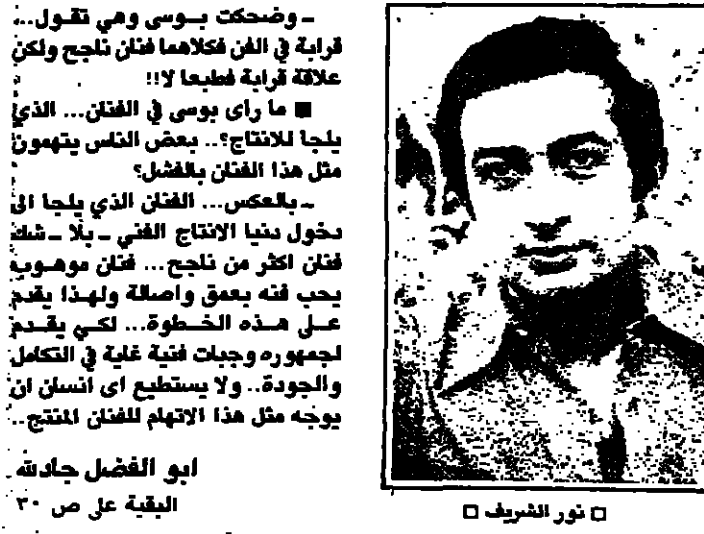 ـ وضحكت بوسى وهي تقول...
قرابة في الفن فكلاهما فنان ناجح ولكن
علاقة قرابة فطبعا لا!!
■ ما راى بوسى في الفنان... الذي
يلجا للانتاج؟.. بعض الناس يتهمون
مثل هذا الفنان بالفشل؟
ـ بالعكس... الفنان الذي يلجا الى
دخول دنيا الانتاج الفني ـ بلا ـ شك
فنان اكثر من ناجح... فنان موهوب
يحب فنه بعمق واصالة ولهذا يقدم
على هذه الخطوة... لكي يقدم
لجمهوره وجبات فنية غاية في التكامل
والجودة.. ولا يستطيع اى انسان ان
يوجه مثل هذا الاتهام للفنان المنتج..
ابو الفضل جادالله
البقية على ص ٣٠
□ نور الشريف □